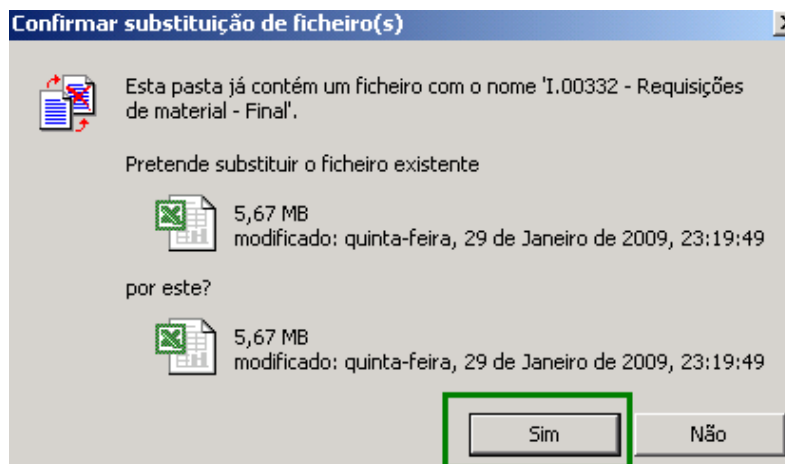 Confirmar substituição de ficheiro(s)
Esta pasta já contém um ficheiro com o nome 'I.00332 - Requisições
de material - Final'.
Pretende substituir o ficheiro existente
5,67 MB
modificado: quinta-feira, 29 de Janeiro de 2009, 23:19:49
por este?
5,67 MB
modificado: quinta-feira, 29 de Janeiro de 2009, 23:19:49
Sim
Não